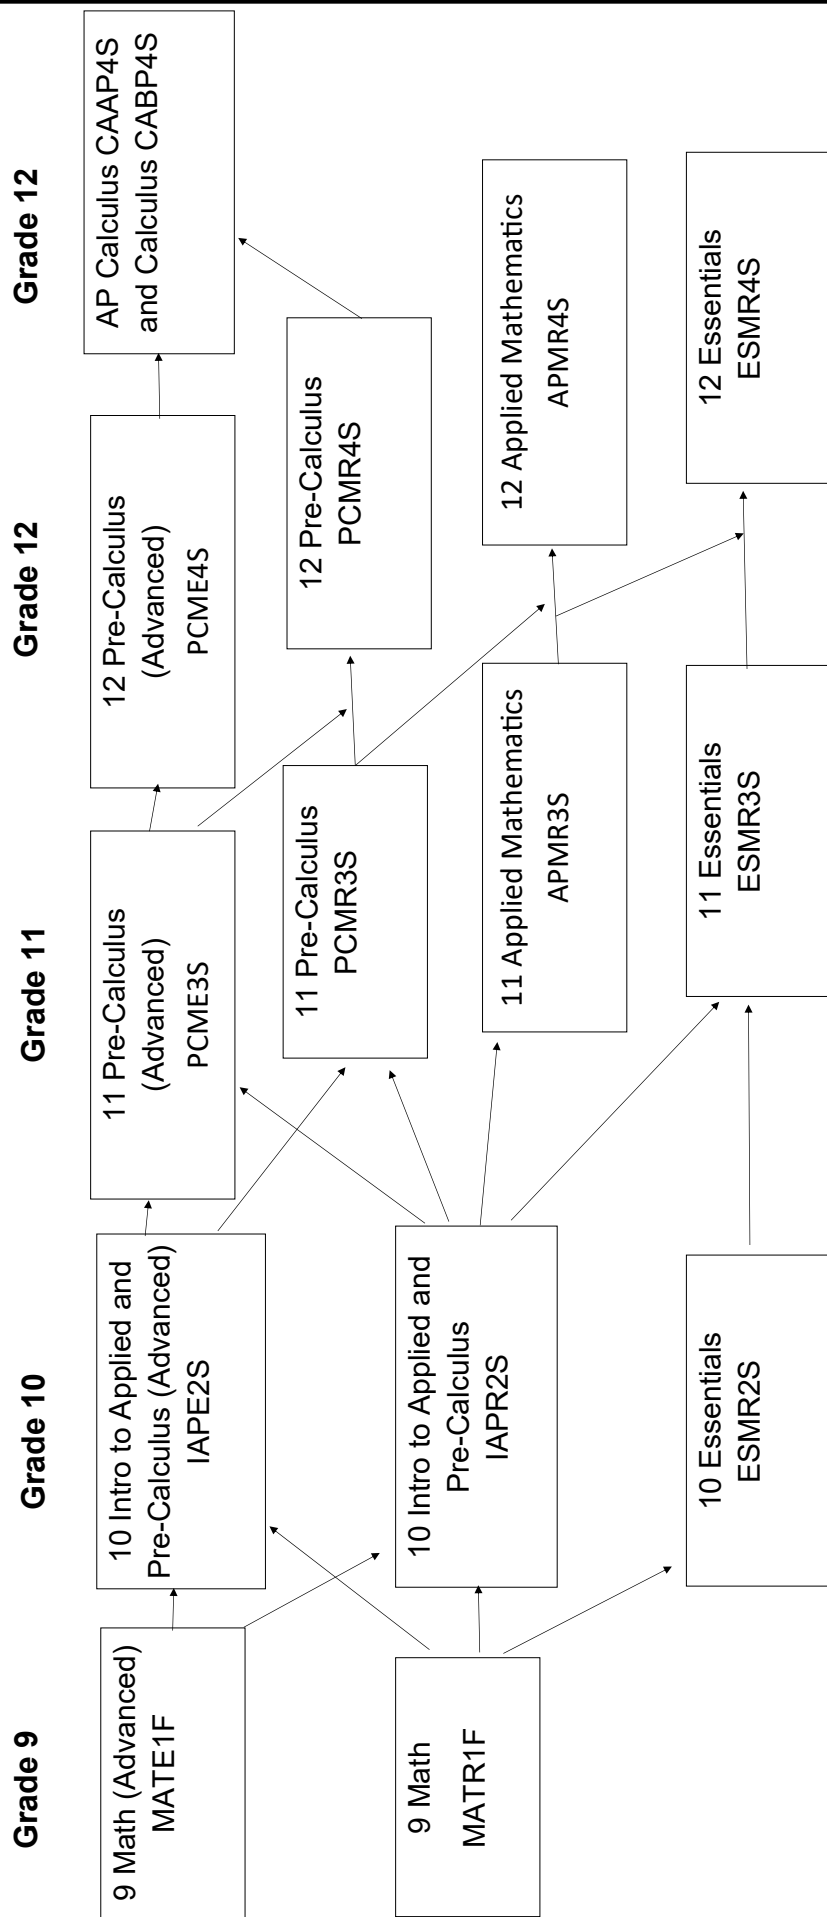 Grade 9
Grade 10
Grade 11
Grade 12
Grade 12
9 Math (Advanced)
MATE1F
10 Intro to Applied and
Pre-Calculus (Advanced)
IAPE2S
11 Pre-Calculus
(Advanced)
PCME3S
12 Pre-Calculus
(Advanced)
PCME4S
AP Calculus CAAP4S
and Calculus CABP4S
11 Pre-Calculus
PCMR3S
12 Pre-Calculus
PCMR4S
9 Math
MATR1F
10 Intro to Applied and
Pre-Calculus
IAPR2S
11 Applied Mathematics
APMR3S
12 Applied Mathematics
APMR4S
10 Essentials
ESMR2S
11 Essentials
ESMR3S
12 Essentials
ESMR4S